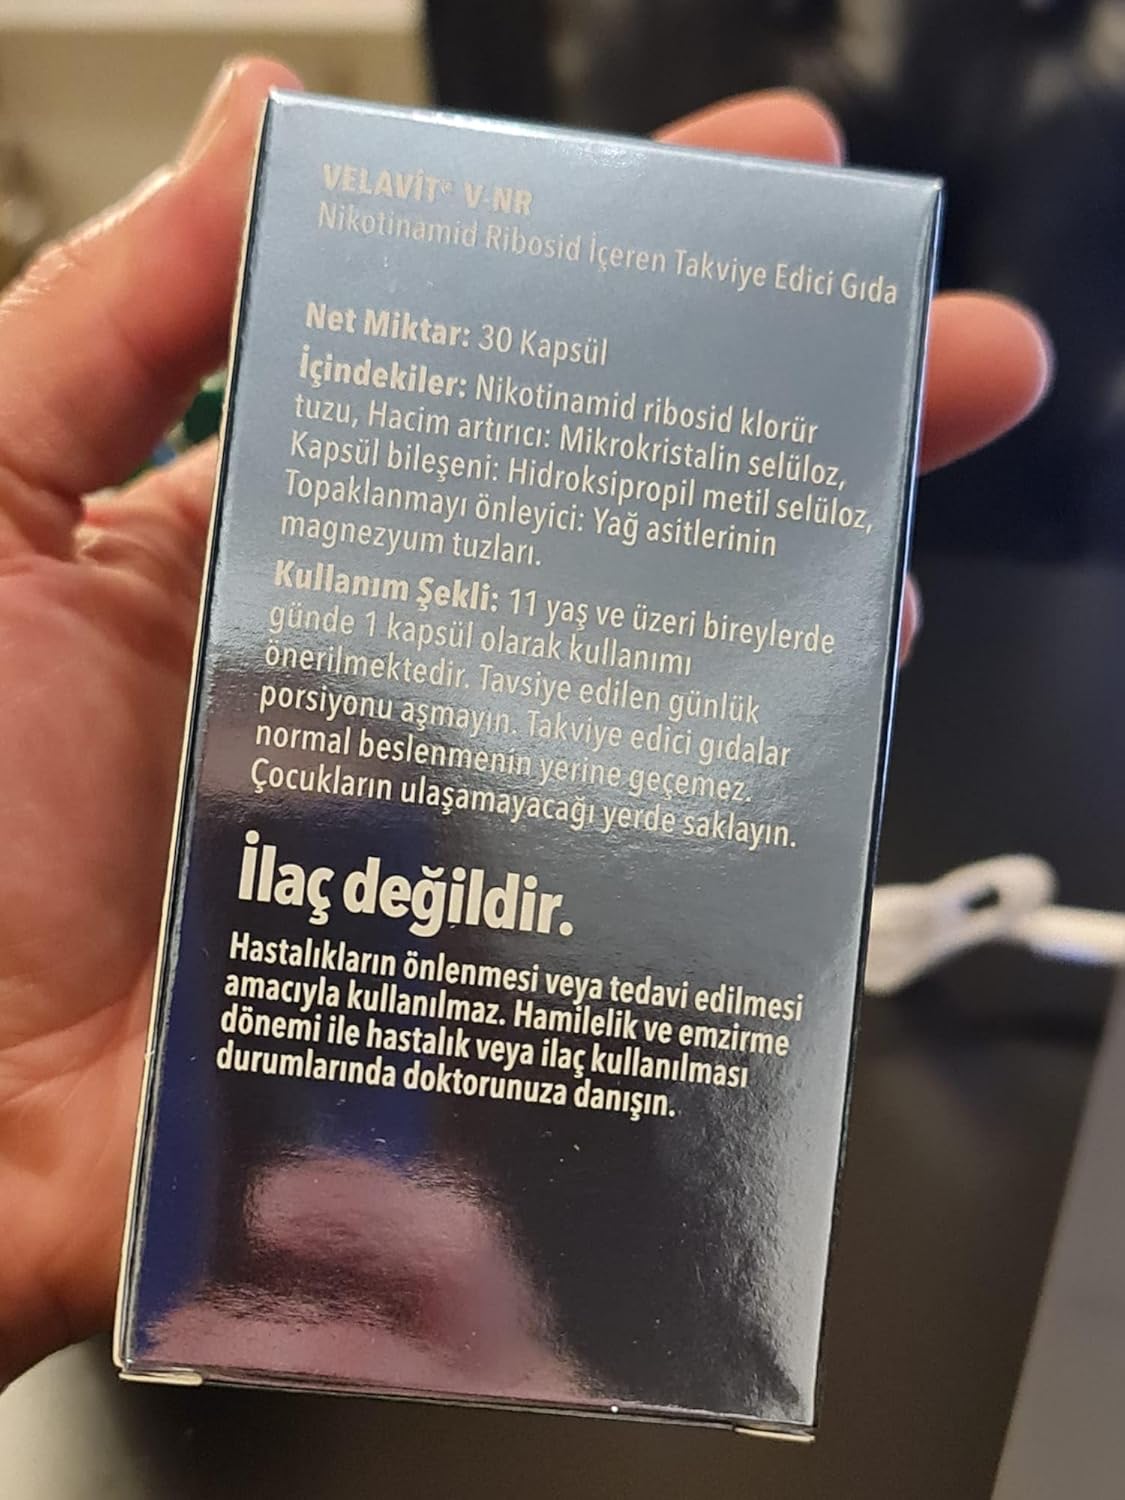 VELAVİT® V-NR
Nikotinamid Ribosid İçeren Takviye Edici Gıda
Net Miktar: 30 Kapsül
İçindekiler: Nikotinamid ribosid klorür
tuzu, Hacim artırıcı: Mikrokristalin selüloz,
Kapsül bileşeni: Hidroksipropil metil selüloz,
Topaklanmayı önleyici: Yağ asitlerinin
magnezyum tuzları.
Kullanım Şekli: 11 yaş ve üzeri bireylerde
günde 1 kapsül olarak kullanımı
önerilmektedir. Tavsiye edilen günlük
porsiyonu aşmayın. Takviye edici gıdalar
normal beslenmenin yerine geçemez.
Çocukların ulaşamayacağı yerde saklayın.
İlaç değildir.
Hastalıkların önlenmesi veya tedavi edilmesi
amacıyla kullanılmaz. Hamilelik ve emzirme
dönemi ile hastalık veya ilaç kullanılması
durumlarında doktorunuza danışın.